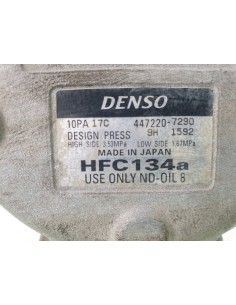 DENSO
10PA 17C 447220-7290
DESIGN PRESS 9H 1592
HIGH SIDE 3.53MPa LOW SIDE 1.67MPa
MADE IN JAPAN
HFC134a
USE ONLY ND-OIL 8